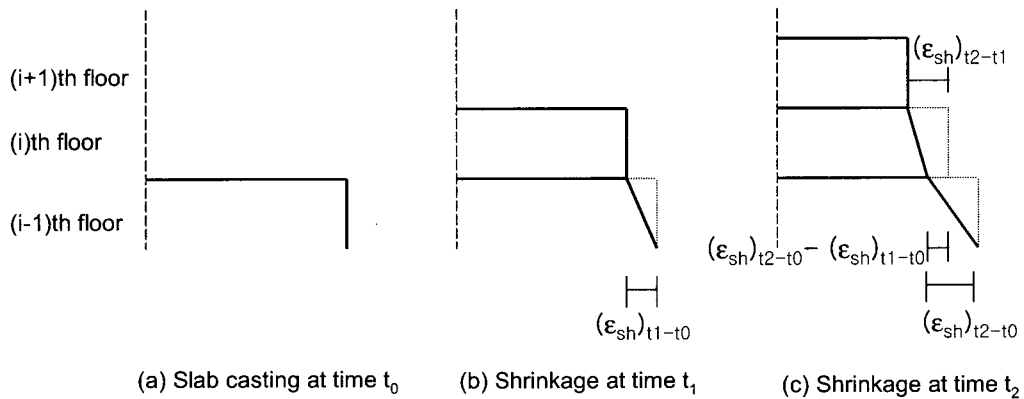 (i+1)th floor
(i)th floor
(i-1)th floor
(εsh)t1-t0
(εsh)t2-t1
(εsh)t2-t0 - (εsh)t1-t0
(εsh)t2-t0
(a) Slab casting at time t0
(b) Shrinkage at time t1
(c) Shrinkage at time t2